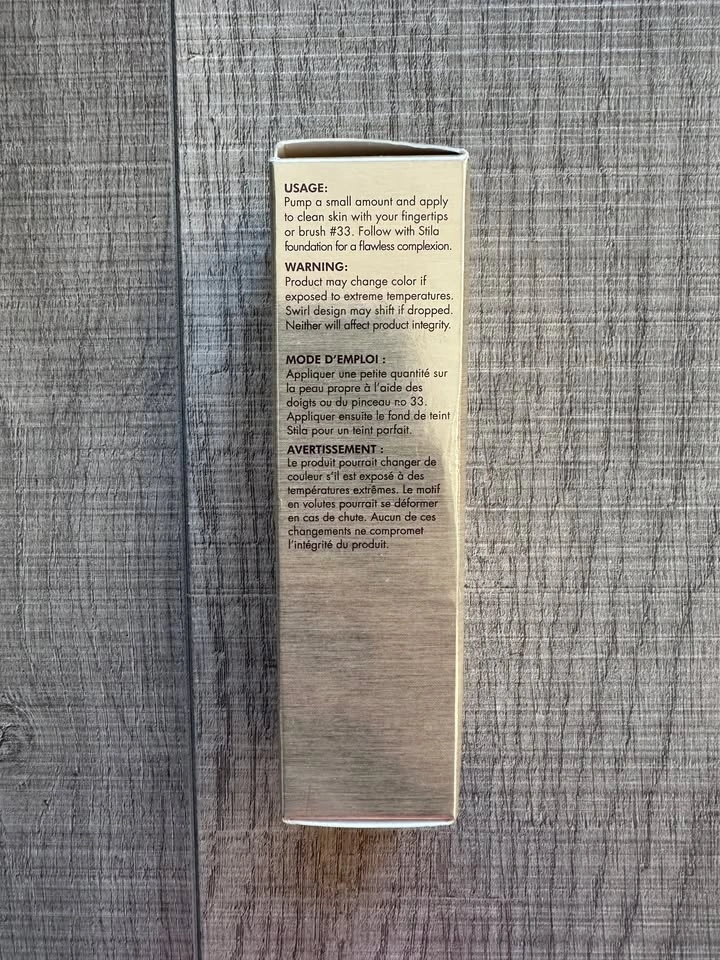 USAGE:
Pump a small amount and apply
to clean skin with your fingertips
or brush #33. Follow with Stila
foundation for a flawless complexion.
WARNING:
Product may change color if
exposed to extreme temperatures.
Swirl design may shift if dropped.
Neither will affect product integrity.
MODE D'EMPLOI :
Appliquer une petite quantité sur
la peau propre à l'aide des
doigts ou du pinceau no 33.
Appliquer ensuite le fond de teint
Stila pour un teint parfait.
AVERTISSEMENT :
Le produit pourrait changer de
couleur s'il est exposé à des
températures extrêmes. Le motif
en volutes pourrait se déformer
en cas de chute. Aucun de ces
changements ne compromet
l'intégrité du produit.